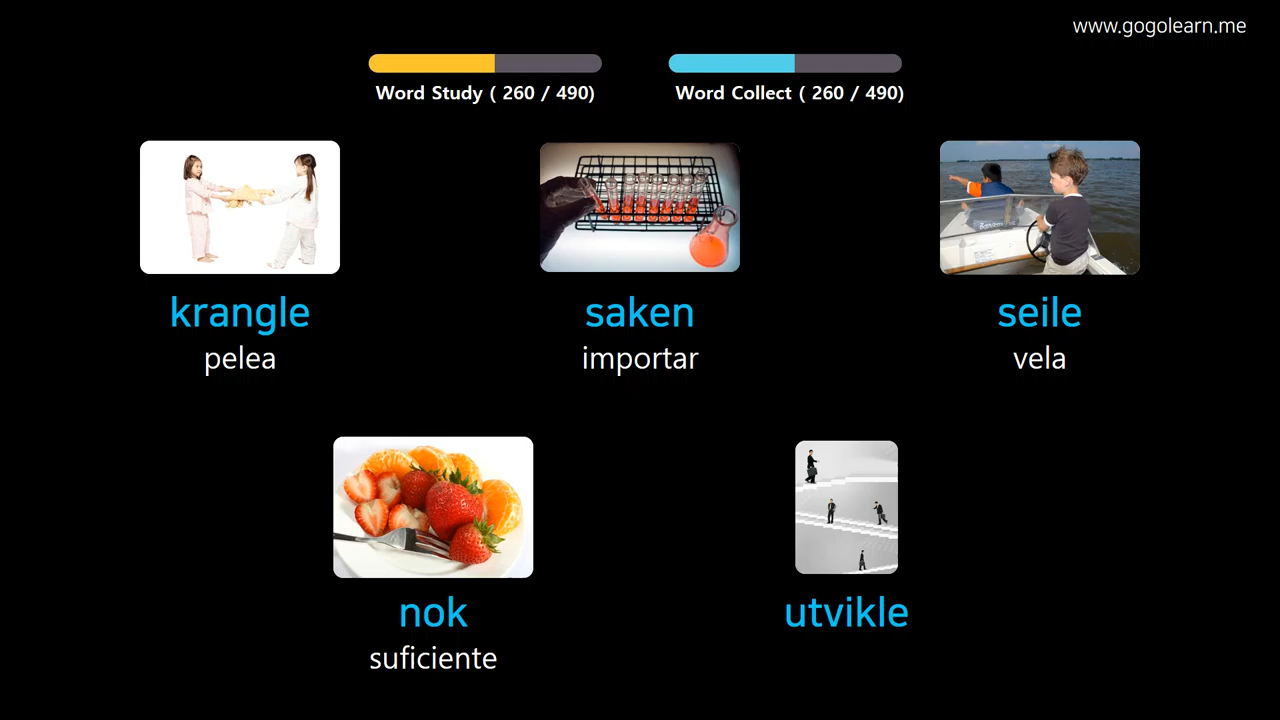 www.gogolearn.me
Word Study ( 260 / 490)
Word Collect ( 260 / 490)
krangle
pelea
saken
importar
seile
vela
nok
suficiente
utvikle